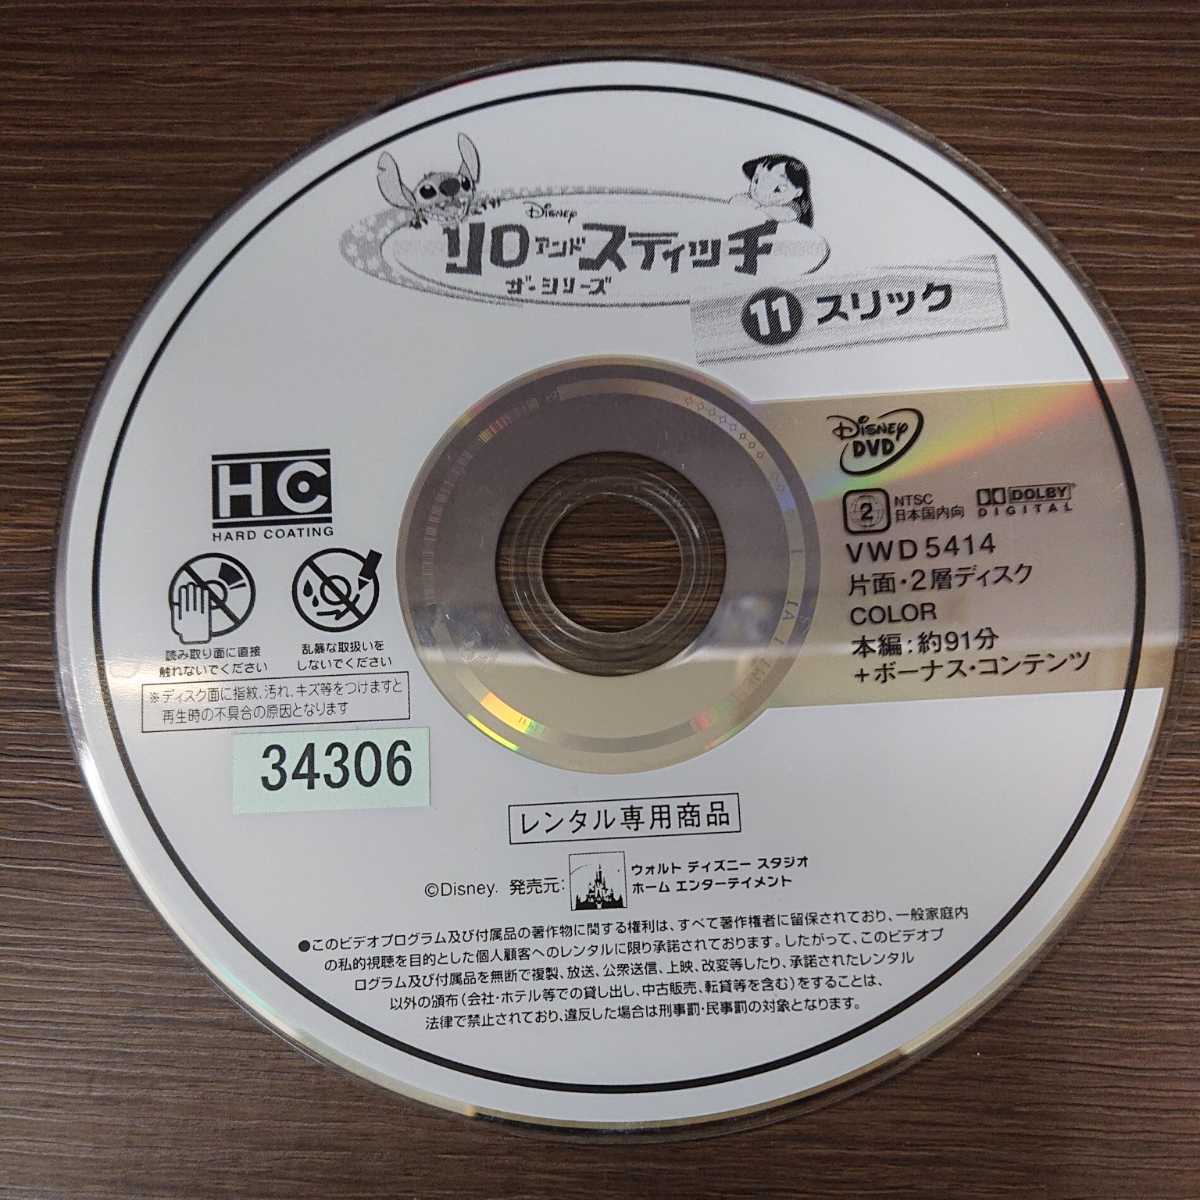 Disney
リロ アンド スティッチ
ザ・シリーズ
11 スリック
Disney
DVD
2 NTSC
日本国内向
DOLBY
DIGITAL
VWD 5414
片面・2層ディスク
COLOR
本編：約91分
＋ボーナス・コンテンツ
HC
HARD COATING
読み取り面に直接
触れないでください
乱暴な取扱いを
しないでください
※ディスク面に指紋、汚れ、キズ等をつけますと
再生時の不具合の原因となります
34306
レンタル専用商品
©Disney. 発売元：
ウォルト ディズニー スタジオ
ホーム エンターテイメント
●このビデオプログラム及び付属品の著作物に関する権利は、すべて著作権者に留保されており、一般家庭内
の私的視聴を目的とした個人顧客へのレンタルに限り承諾されております。したがって、このビデオプ
ログラム及び付属品を無断で複製、放送、公衆送信、上映、改変等したり、承諾されたレンタル
以外の頒布（会社・ホテル等での貸し出し、中古販売、転貸等を含む）をすることは、
法律で禁止されており、違反した場合は刑事罰・民事罰の対象となります。